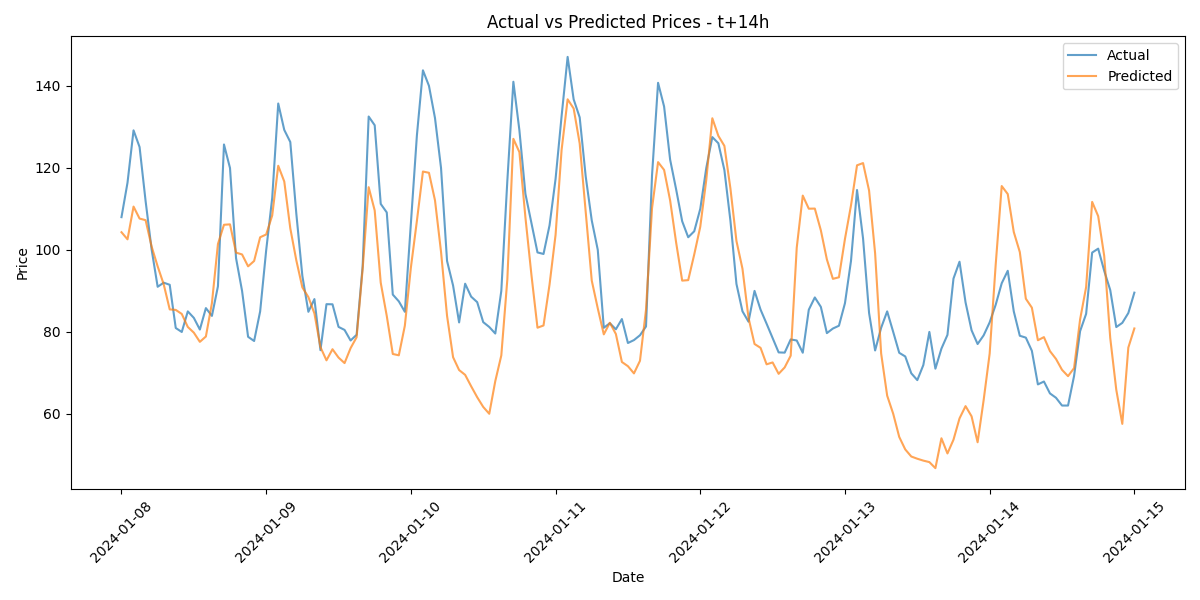 Actual vs Predicted Prices - t+14h
Actual
Predicted
Price
140
120
100
80
60
2024-01-08
2024-01-09
2024-01-10
2024-01-11
2024-01-12
2024-01-13
2024-01-14
2024-01-15
Date